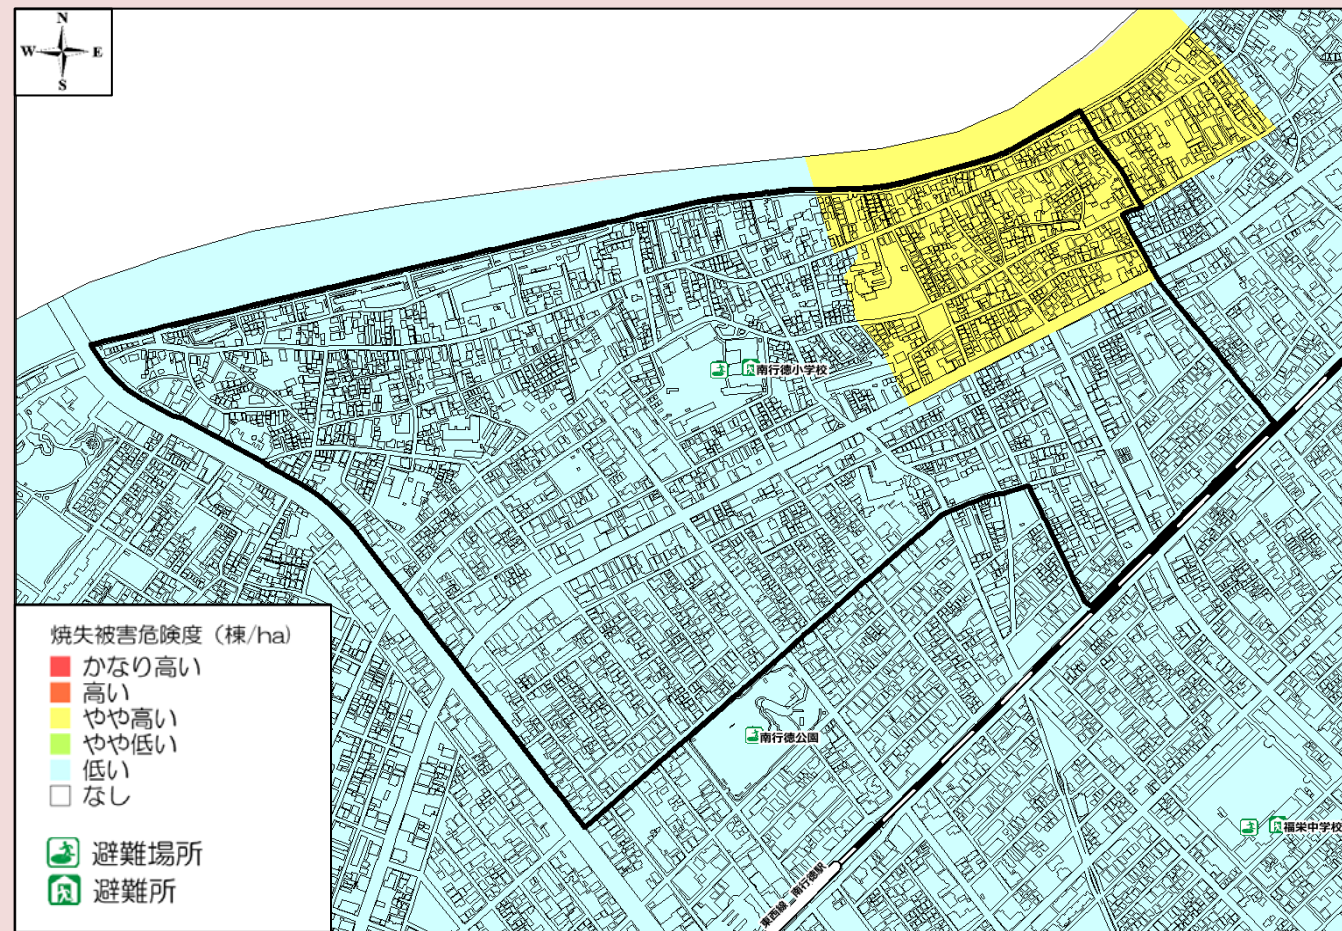 N
W E
S
南行徳小学校
焼失被害危険度（棟/ha）
かなり高い
高い
やや高い
やや低い
低い
なし
避難場所
避難所
南行徳公園
福栄中学校
東西線 南行徳駅